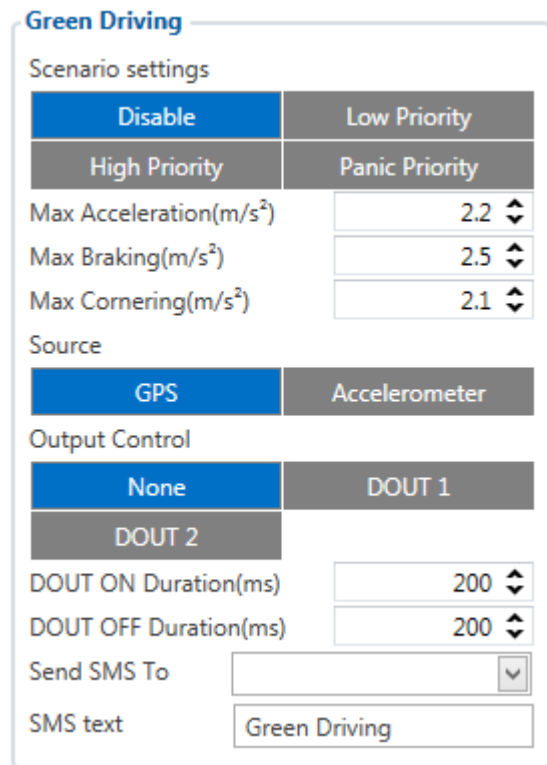 Green Driving
Scenario settings
Disable Low Priority
High Priority Panic Priority
Max Acceleration(m/s²) 2.2
Max Braking(m/s²) 2.5
Max Cornering(m/s²) 2.1
Source
GPS Accelerometer
Output Control
None DOUT 1
DOUT 2
DOUT ON Duration(ms) 200
DOUT OFF Duration(ms) 200
Send SMS To
SMS text Green Driving